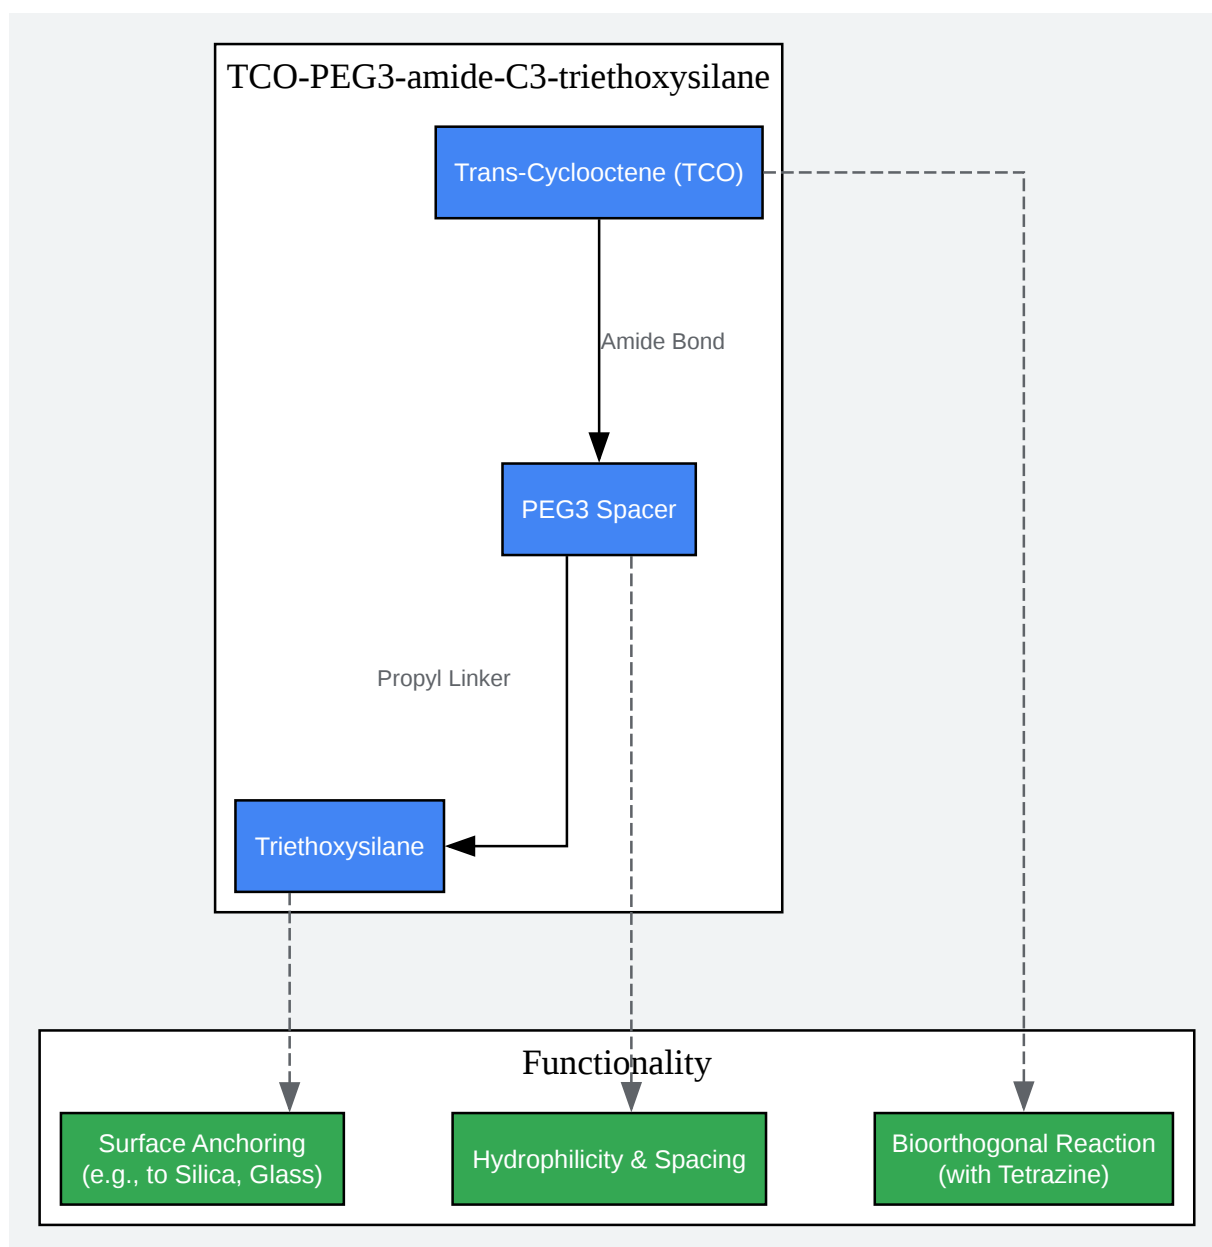 TCO-PEG3-amide-C3-triethoxysilane
Trans-Cyclooctene (TCO)
Amide Bond
PEG3 Spacer
Propyl Linker
Triethoxysilane
Functionality
Surface Anchoring
(e.g., to Silica, Glass)
Hydrophilicity & Spacing
Bioorthogonal Reaction
(with Tetrazine)